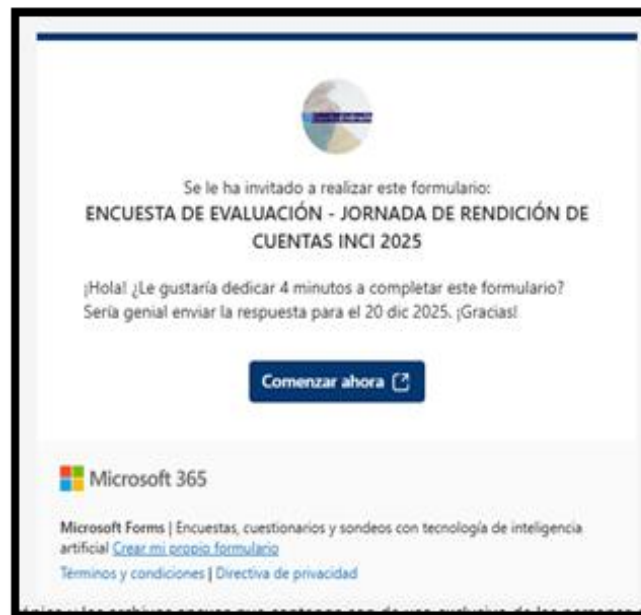 Se le ha invitado a realizar este formulario:
ENCUESTA DE EVALUACIÓN - JORNADA DE RENDICIÓN DE
CUENTAS INCI 2025
¡Hola! ¿Le gustaría dedicar 4 minutos a completar este formulario?
Sería genial enviar la respuesta para el 20 dic 2025. ¡Gracias!
Comenzar ahora
Microsoft 365
Microsoft Forms | Encuestas, cuestionarios y sondeos con tecnología de inteligencia
artificial Crear mi propio formulario
Términos y condiciones | Directiva de privacidad